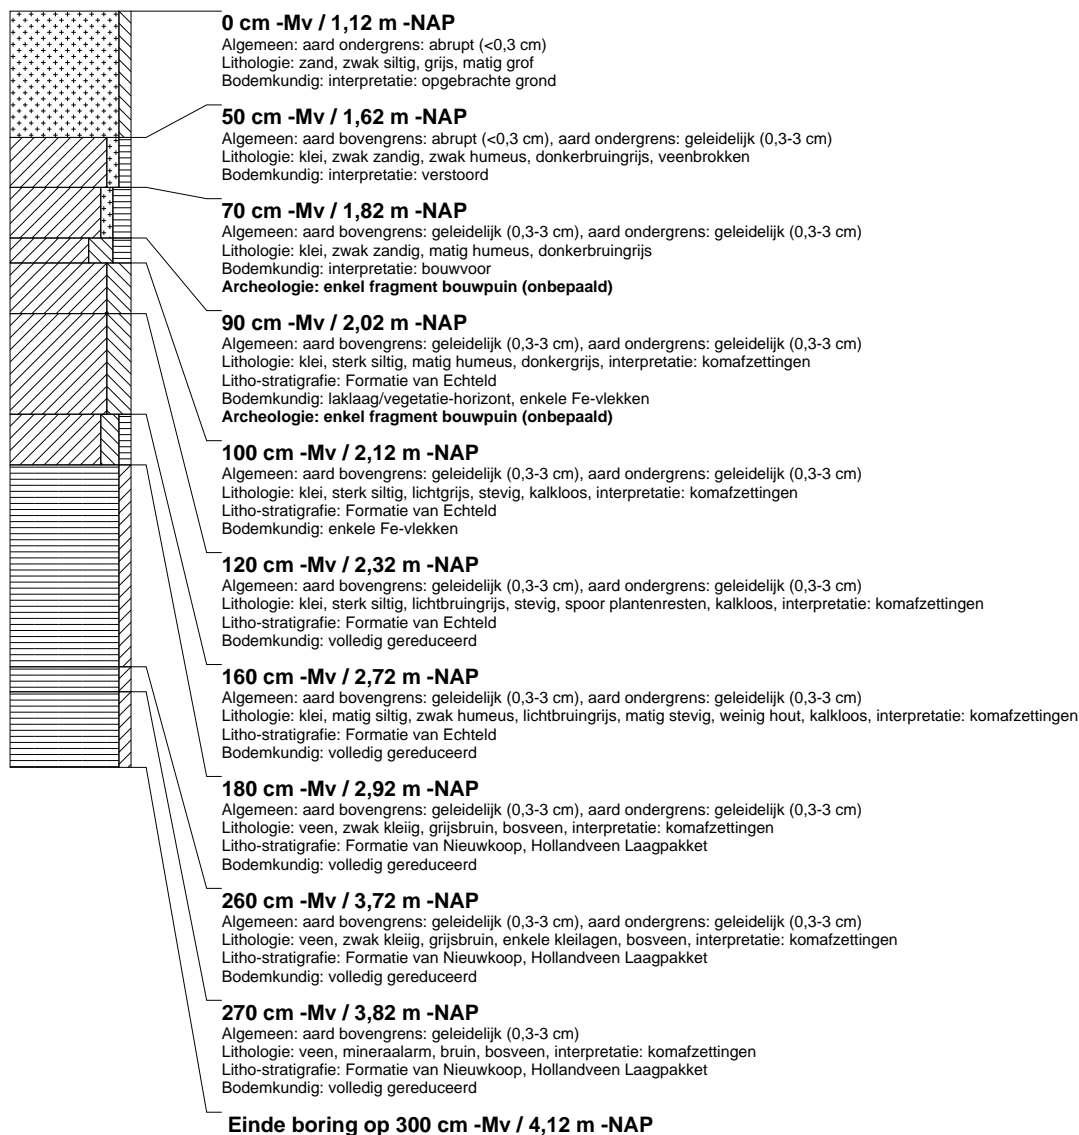 0 cm -Mv / 1,12 m -NAP
Algemeen: aard ondergrens: abrupt (<0,3 cm)
Lithologie: zand, zwak siltig, grijs, matig grof
Bodemkundig: interpretatie: opgebrachte grond
50 cm -Mv / 1,62 m -NAP
Algemeen: aard bovengrens: abrupt (<0,3 cm), aard ondergrens: geleidelijk (0,3-3 cm)
Lithologie: klei, zwak zandig, zwak humeus, donkerbruingrijs, veenbrokken
Bodemkundig: interpretatie: verstoord
70 cm -Mv / 1,82 m -NAP
Algemeen: aard bovengrens: geleidelijk (0,3-3 cm), aard ondergrens: geleidelijk (0,3-3 cm)
Lithologie: klei, zwak zandig, matig humeus, donkerbruingrijs
Bodemkundig: interpretatie: bouwvoor
Archeologie: enkel fragment bouwpuin (onbepaald)
90 cm -Mv / 2,02 m -NAP
Algemeen: aard bovengrens: geleidelijk (0,3-3 cm), aard ondergrens: geleidelijk (0,3-3 cm)
Lithologie: klei, sterk siltig, matig humeus, donkergrijs, interpretatie: komafzettingen
Litho-stratigrafie: Formatie van Echteld
Bodemkundig: laklaag/vegetatie-horizont, enkele Fe-vlekken
Archeologie: enkel fragment bouwpuin (onbepaald)
100 cm -Mv / 2,12 m -NAP
Algemeen: aard bovengrens: geleidelijk (0,3-3 cm), aard ondergrens: geleidelijk (0,3-3 cm)
Lithologie: klei, sterk siltig, lichtgrijs, stevig, kalkloos, interpretatie: komafzettingen
Litho-stratigrafie: Formatie van Echteld
Bodemkundig: enkele Fe-vlekken
120 cm -Mv / 2,32 m -NAP
Algemeen: aard bovengrens: geleidelijk (0,3-3 cm), aard ondergrens: geleidelijk (0,3-3 cm)
Lithologie: klei, sterk siltig, lichtbruingrijs, stevig, spoor plantenresten, kalkloos, interpretatie: komafzettingen
Litho-stratigrafie: Formatie van Echteld
Bodemkundig: volledig gereduceerd
160 cm -Mv / 2,72 m -NAP
Algemeen: aard bovengrens: geleidelijk (0,3-3 cm), aard ondergrens: geleidelijk (0,3-3 cm)
Lithologie: klei, matig siltig, zwak humeus, lichtbruingrijs, matig stevig, weinig hout, kalkloos, interpretatie: komafzettingen
Litho-stratigrafie: Formatie van Echteld
Bodemkundig: volledig gereduceerd
180 cm -Mv / 2,92 m -NAP
Algemeen: aard bovengrens: geleidelijk (0,3-3 cm), aard ondergrens: geleidelijk (0,3-3 cm)
Lithologie: veen, zwak kleiig, grijsbruin, bosveen, interpretatie: komafzettingen
Litho-stratigrafie: Formatie van Nieuwkoop, Hollandveen Laagpakket
Bodemkundig: volledig gereduceerd
260 cm -Mv / 3,72 m -NAP
Algemeen: aard bovengrens: geleidelijk (0,3-3 cm), aard ondergrens: geleidelijk (0,3-3 cm)
Lithologie: veen, zwak kleiig, grijsbruin, enkele kleilagen, bosveen, interpretatie: komafzettingen
Litho-stratigrafie: Formatie van Nieuwkoop, Hollandveen Laagpakket
Bodemkundig: volledig gereduceerd
270 cm -Mv / 3,82 m -NAP
Algemeen: aard bovengrens: geleidelijk (0,3-3 cm)
Lithologie: veen, mineraalarm, bruin, bosveen, interpretatie: komafzettingen
Litho-stratigrafie: Formatie van Nieuwkoop, Hollandveen Laagpakket
Bodemkundig: volledig gereduceerd
Einde boring op 300 cm -Mv / 4,12 m -NAP